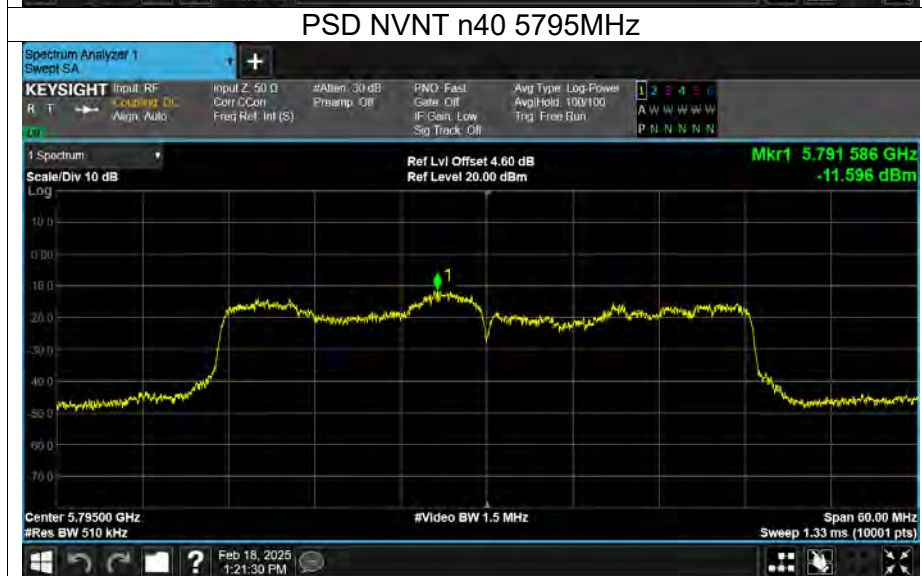 PSD NVNT n40 5795MHz
Spectrum Analyzer 1
Swept SA
+
KEYSIGHT Input: RF
R T
Coupling: DC
Align: Auto
Input Z: 50 Ω
Corr CCorr
Freq Ref: Int (S)
#Atten: 30 dB
Preamp: Off
PNO: Fast
Gate: Off
IF Gain: Low
Sig Track: Off
Avg Type: Log-Power
Avg|Hold: 100/100
Trig: Free Run
1 2 3 4 5 6
A W W W W W
P N N N N N
1 Spectrum
Scale/Div 10 dB
Log
Ref Lvl Offset 4.60 dB
Ref Level 20.00 dBm
Mkr1 5.791 586 GHz
-11.596 dBm
10.0
0.00
-10.0
-20.0
-30.0
-40.0
-50.0
-60.0
-70.0
1
Center 5.79500 GHz
#Res BW 510 kHz
#Video BW 1.5 MHz
Span 60.00 MHz
Sweep 1.33 ms (10001 pts)
?
Feb 18, 2025
1:21:30 PM